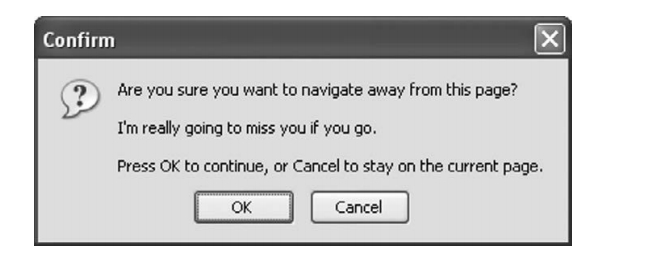 Confirm
Are you sure you want to navigate away from this page?
I'm really going to miss you if you go.
Press OK to continue, or Cancel to stay on the current page.
OK
Cancel